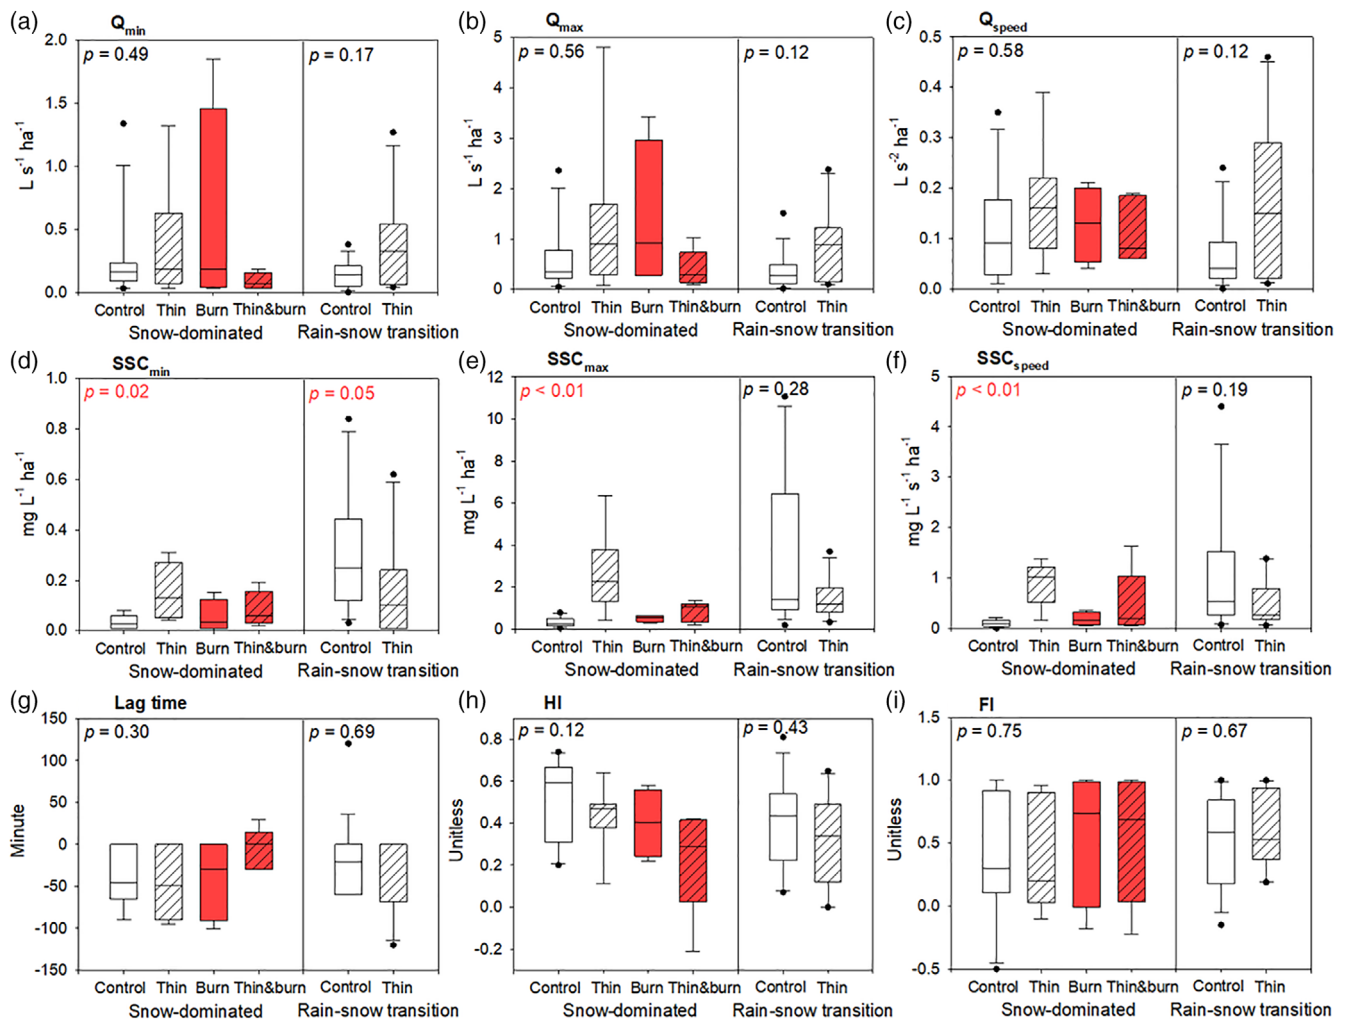 (a) Qmin
2.0
1.5
1.0
0.5
0.0
L s-1 ha-1
p = 0.49
p = 0.17
Control Thin Burn Thin&burn Control Thin
Snow-dominated Rain-snow transition
(b) Qmax
5
4
3
2
1
0
L s-1 ha-1
p = 0.56
p = 0.12
Control Thin Burn Thin&burn Control Thin
Snow-dominated Rain-snow transition
(c) Qspeed
0.5
0.4
0.3
0.2
0.1
0.0
L s-2 ha-1
p = 0.58
p = 0.12
Control Thin Burn Thin&burn Control Thin
Snow-dominated Rain-snow transition
(d) SSCmin
1.0
0.8
0.6
0.4
0.2
0.0
mg L-1 ha-1
p = 0.02
p = 0.05
Control Thin Burn Thin&burn Control Thin
Snow-dominated Rain-snow transition
(e) SSCmax
12
10
8
6
4
2
0
mg L-1 ha-1
p < 0.01
p = 0.28
Control Thin Burn Thin&burn Control Thin
Snow-dominated Rain-snow transition
(f) SSCspeed
5
4
3
2
1
0
mg L-1 s-1 ha-1
p < 0.01
p = 0.19
Control Thin Burn Thin&burn Control Thin
Snow-dominated Rain-snow transition
(g) Lag time
150
100
50
0
-50
-100
-150
Minute
p = 0.30
p = 0.69
Control Thin Burn Thin&burn Control Thin
Snow-dominated Rain-snow transition
(h) HI
0.8
0.6
0.4
0.2
0.0
-0.2
Unitless
p = 0.12
p = 0.43
Control Thin Burn Thin&burn Control Thin
Snow-dominated Rain-snow transition
(i) FI
1.5
1.0
0.5
0.0
-0.5
Unitless
p = 0.75
p = 0.67
Control Thin Burn Thin&burn Control Thin
Snow-dominated Rain-snow transition